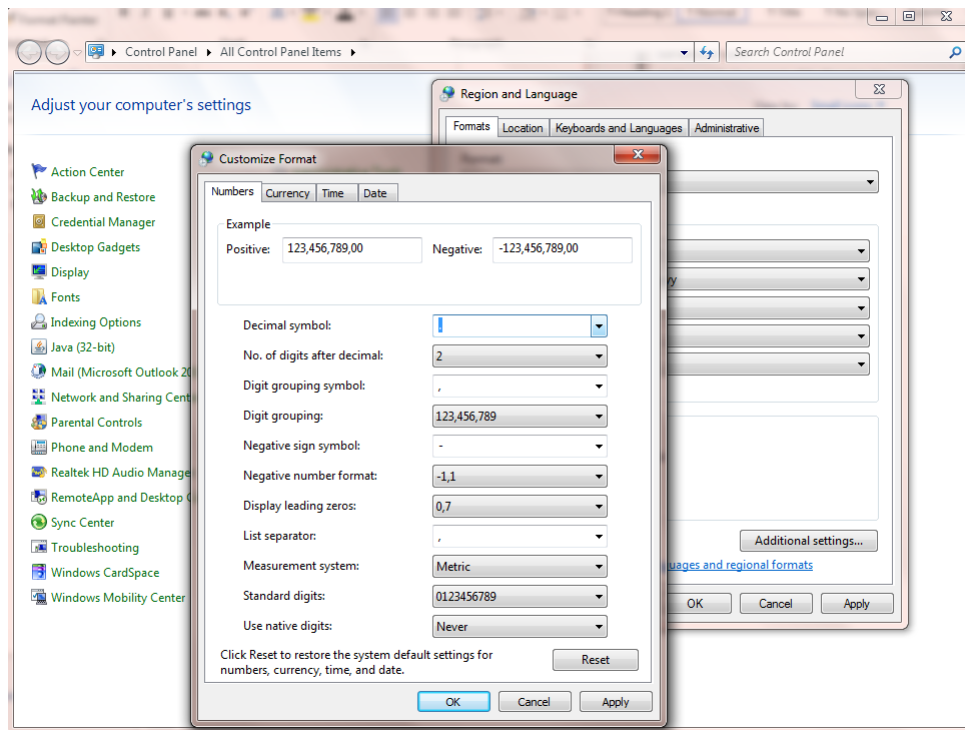 Control Panel ▸ All Control Panel Items ▸
Search Control Panel
Adjust your computer's settings
Action Center
Backup and Restore
Credential Manager
Desktop Gadgets
Display
Fonts
Indexing Options
Java (32-bit)
Mail (Microsoft Outlook 20
Network and Sharing Cent
Parental Controls
Phone and Modem
Realtek HD Audio Manage
RemoteApp and Desktop
Sync Center
Troubleshooting
Windows CardSpace
Windows Mobility Center
Region and Language
Formats Location Keyboards and Languages Administrative
Additional settings...
uages and regional formats
OK Cancel Apply
Customize Format
Numbers Currency Time Date
Example
Positive: 123,456,789,00 Negative: -123,456,789,00
Decimal symbol:
No. of digits after decimal: 2
Digit grouping symbol: ,
Digit grouping: 123,456,789
Negative sign symbol: -
Negative number format: -1,1
Display leading zeros: 0,7
List separator: ,
Measurement system: Metric
Standard digits: 0123456789
Use native digits: Never
Click Reset to restore the system default settings for
numbers, currency, time, and date.
Reset
OK Cancel Apply